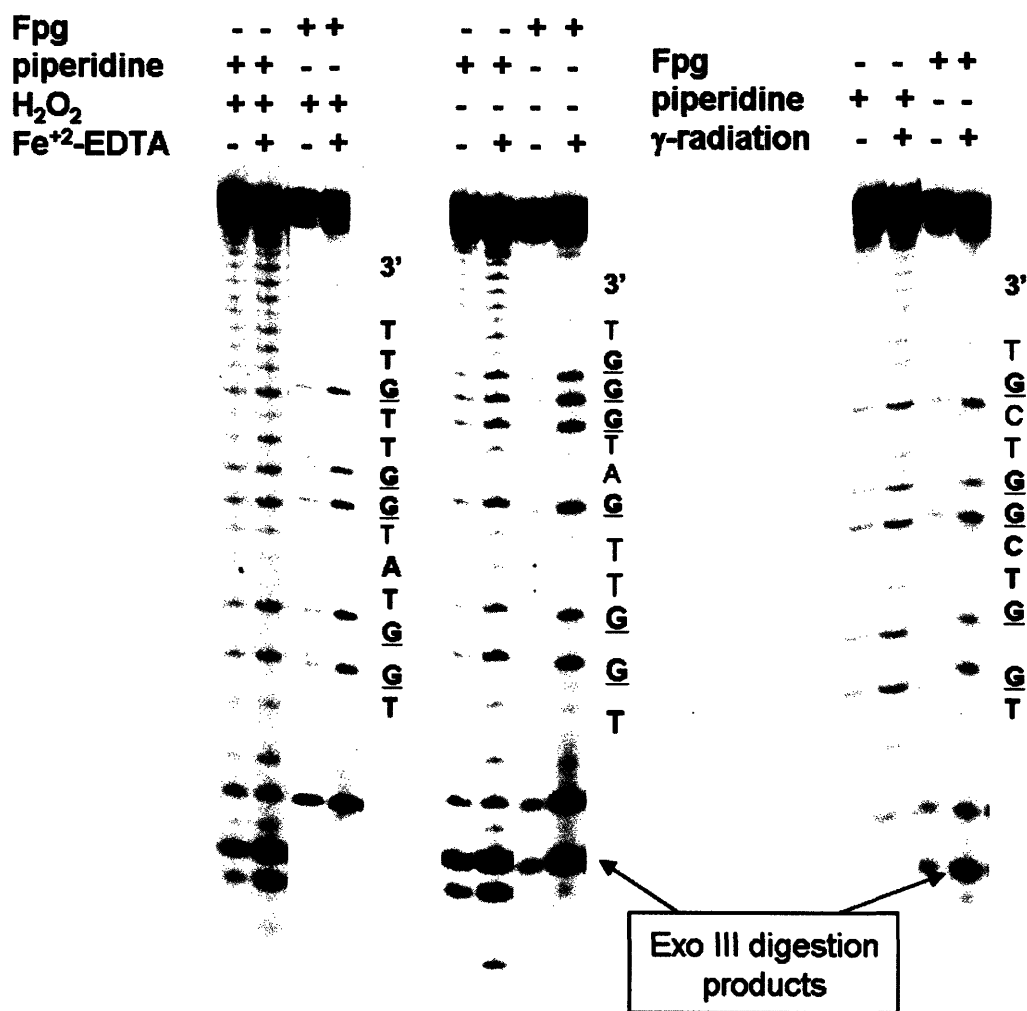 Fpg - - + + - - + +
piperidine + + - - + + - -
H₂O₂ + + + + - - - -
Fe⁺²-EDTA - + - + - + - +
Fpg - - + +
piperidine + + - -
γ-radiation - + - +
3'
T
T
G
T
T
G
G
T
A
T
G
G
T
3'
T
G
G
G
T
A
G
T
T
G
G
T
3'
T
G
C
T
G
G
C
T
G
G
T
Exo III digestion
products